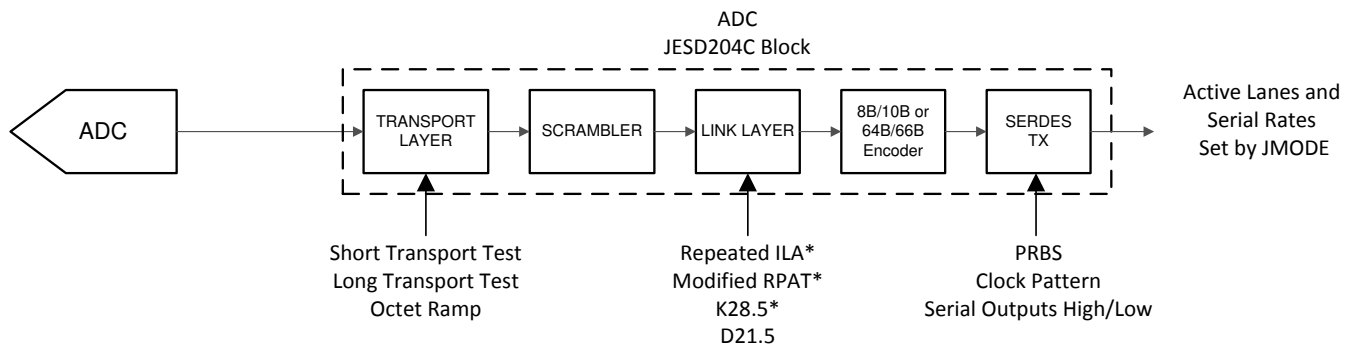 ADC
JESD204C Block
ADC
TRANSPORT
LAYER
SCRAMBLER
LINK LAYER
8B/10B or
64B/66B
Encoder
SERDES
TX
Active Lanes and
Serial Rates
Set by JMODE
Short Transport Test
Long Transport Test
Octet Ramp
Repeated ILA*
Modified RPAT*
K28.5*
D21.5
PRBS
Clock Pattern
Serial Outputs High/Low